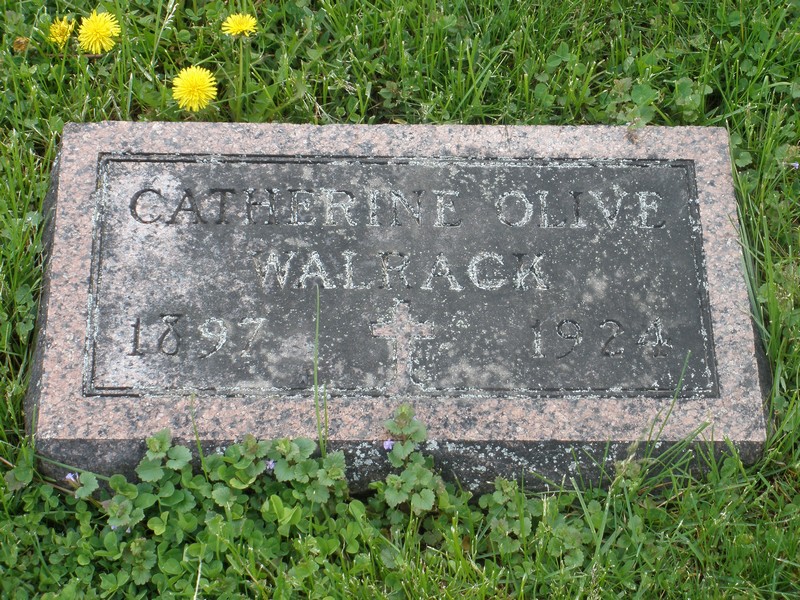 CATHERINE OLIVE
WALRACK
1897 1924